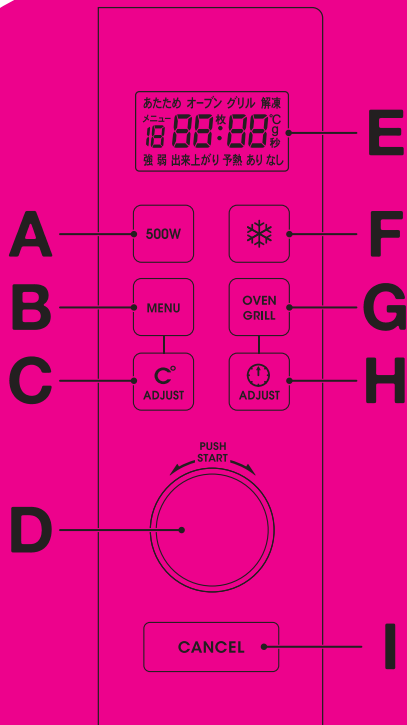 あたため オーブン グリル 解凍
メニュー 枚 ℃
18 88:88 g
秒
強 弱 出来上がり 予熱 あり なし
E
A 500W F
B MENU OVEN GRILL G
C C° ADJUST ADJUST H
PUSH
START
D
CANCEL I